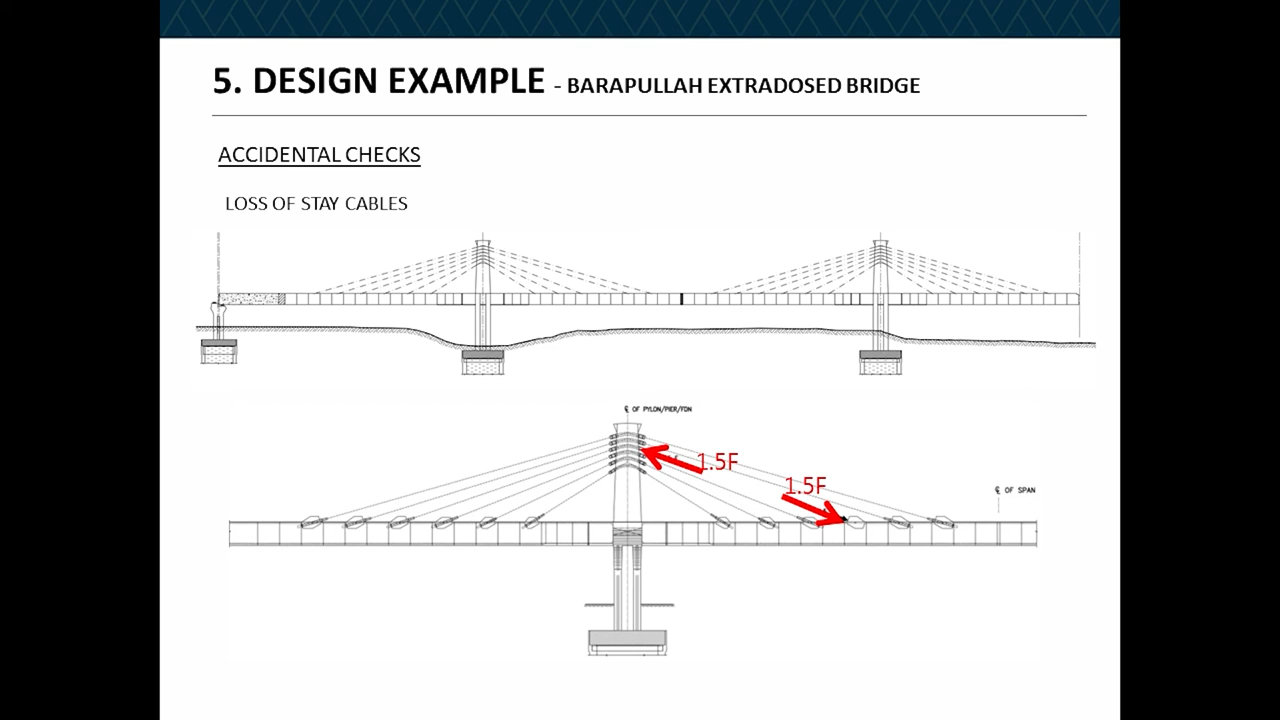 5. DESIGN EXAMPLE - BARAPULLAH EXTRADOSED BRIDGE
ACCIDENTAL CHECKS
LOSS OF STAY CABLES
℄ OF PYLON/PIER/FDN
1.5F
1.5F
℄ OF SPAN